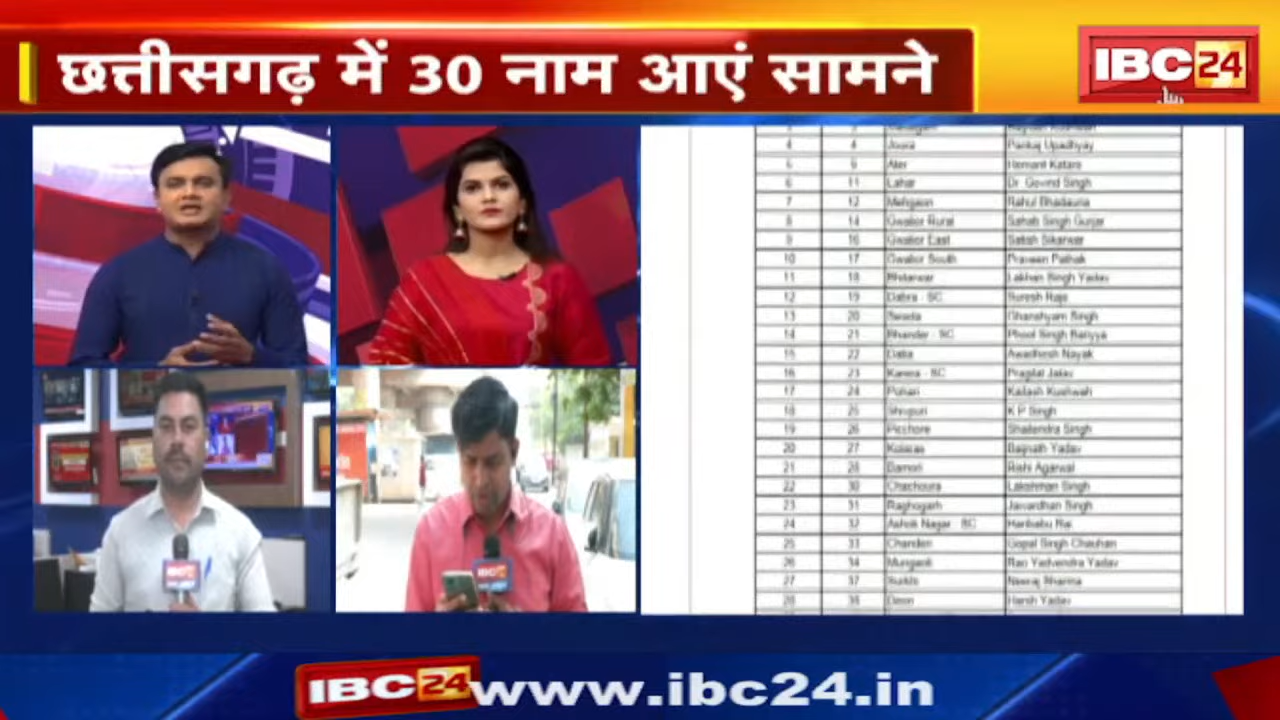 छत्तीसगढ़ में 30 नाम आएं सामने
IBC24
4 4 Joura Pankaj Upadhyay
5 9 Ater Hemant Katare
6 11 Lahar Dr. Govind Singh
7 12 Mehgaon Rahul Bhadauria
8 14 Gwalior Rural Sahab Singh Gurjar
9 16 Gwalior East Satish Sikarwar
10 17 Gwalior South Praveen Pathak
11 18 Bhitarwar Lakhan Singh Yadav
12 19 Dabra - SC Suresh Raje
13 20 Sewda Ghanshyam Singh
14 21 Bhander - SC Phool Singh Bariyya
15 22 Datia Awadhesh Nayak
16 23 Karera - SC Pragilal Jatav
17 24 Pohari Kailash Kushwah
18 25 Shivpuri K P Singh
19 26 Pichhore Shailendra Singh
20 27 Kolaras Baijnath Yadav
21 28 Bamori Rishi Agarwal
22 30 Chachoura Lakshman Singh
23 31 Raghogarh Jaivardhan Singh
24 32 Ashok Nagar - SC Haribabu Rai
25 33 Chanderi Gopal Singh Chauhan
26 34 Mungaoli Rao Yadvendra Yadav
27 37 Surkhi Neeraj Sharma
28 38 Deori Harsh Yadav
IBC24
IBC24
IBC24 www.ibc24.in